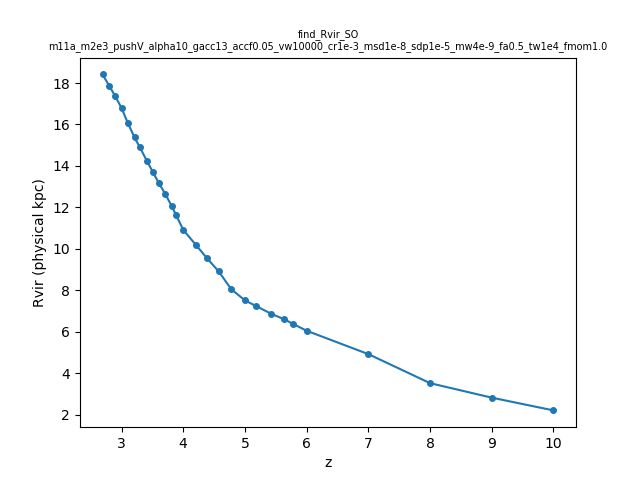 find_Rvir_SO
m11a_m2e3_pushV_alpha10_gacc13_accf0.05_vw10000_cr1e-3_msd1e-8_sdp1e-5_mw4e-9_fa0.5_tw1e4_fmom1.0
18
16
14
12
10
8
6
4
2
Rvir (physical kpc)
3 4 5 6 7 8 9 10
z